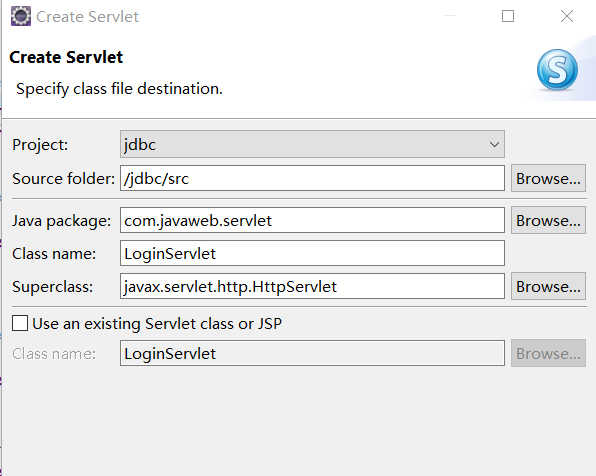 Create Servlet
Create Servlet
Specify class file destination.
S
Project: jdbc
Source folder: /jdbc/src Browse...
Java package: com.javaweb.servlet Browse...
Class name: LoginServlet
Superclass: javax.servlet.http.HttpServlet Browse...
Use an existing Servlet class or JSP
Class name: LoginServlet Browse...